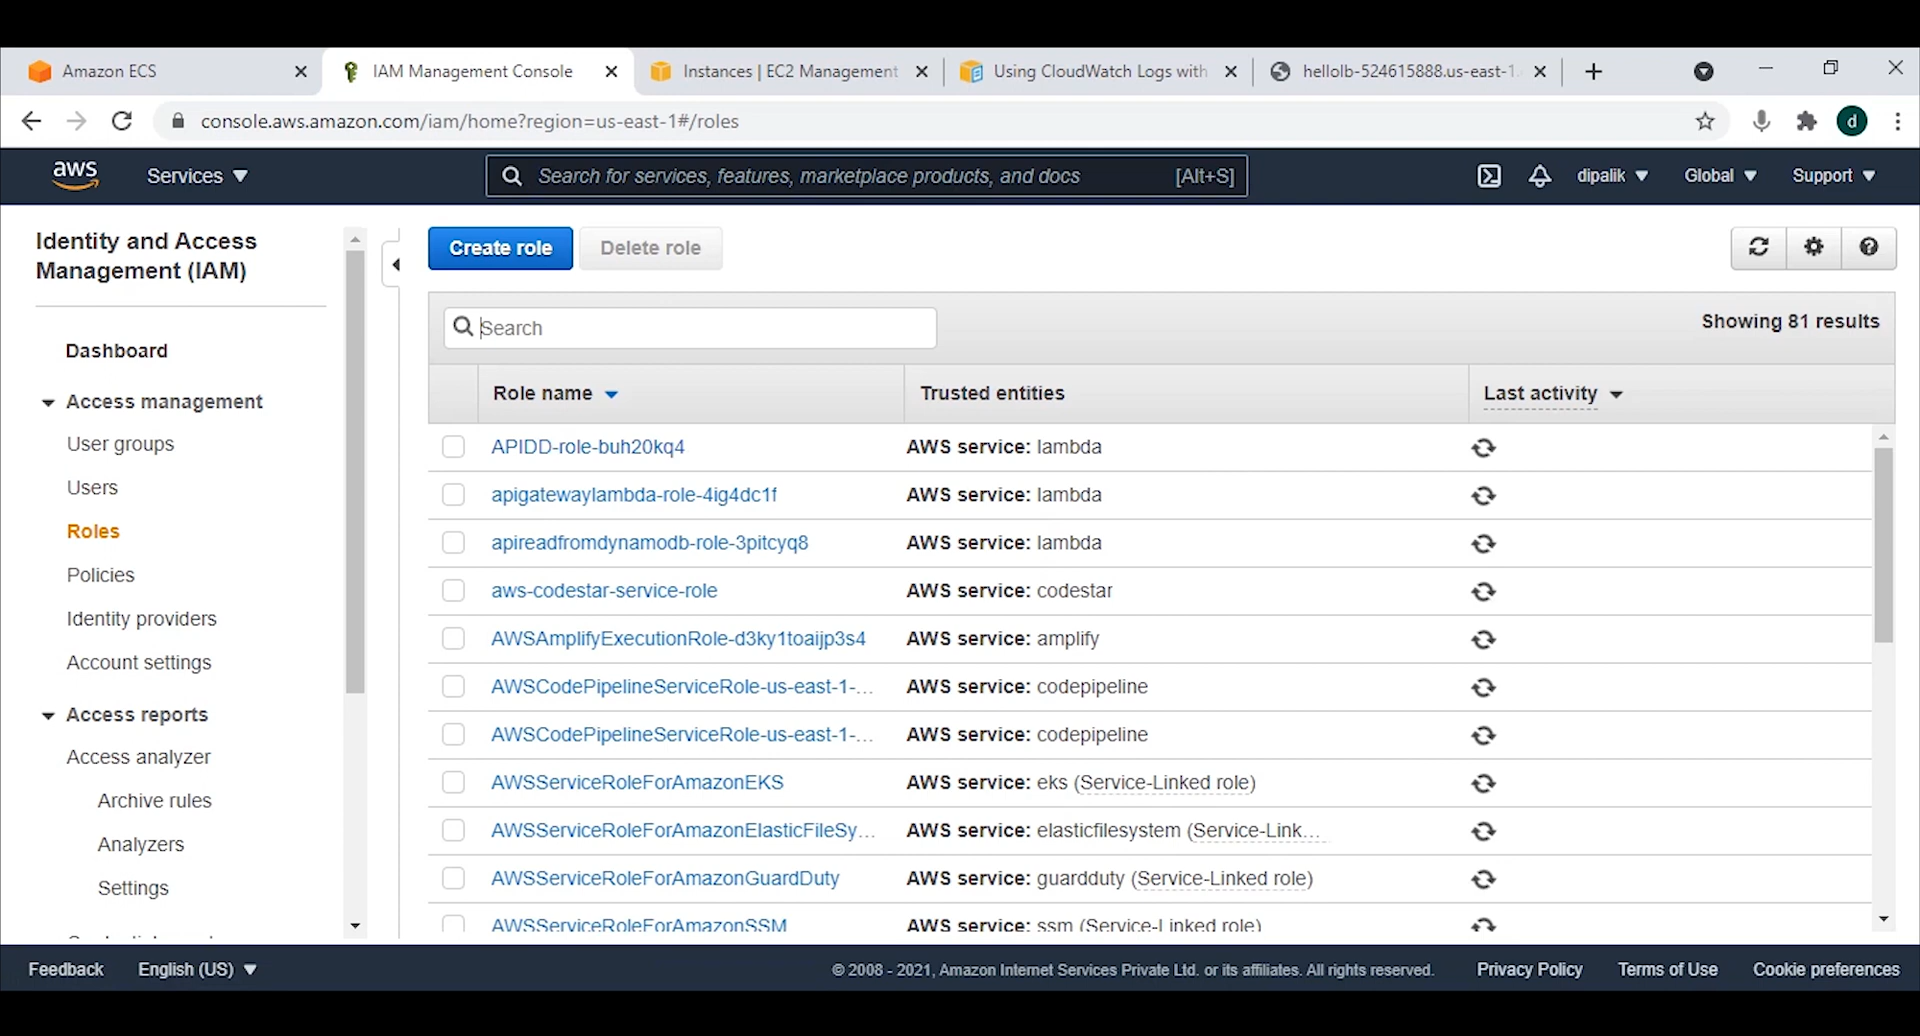 Amazon ECS
IAM Management Console
Instances | EC2 Management
Using CloudWatch Logs with
hellolb-524615888.us-east-1.
console.aws.amazon.com/iam/home?region=us-east-1#/roles
d
aws
Services
Search for services, features, marketplace products, and docs
[Alt+S]
dipalik
Global
Support
Identity and Access
Management (IAM)
Dashboard
Access management
User groups
Users
Roles
Policies
Identity providers
Account settings
Access reports
Access analyzer
Archive rules
Analyzers
Settings
Create role
Delete role
Search
Showing 81 results
Role name
Trusted entities
Last activity
APIDD-role-buh20kq4
AWS service: lambda
apigatewaylambda-role-4ig4dc1f
AWS service: lambda
apireadfromdynamodb-role-3pitcyq8
AWS service: lambda
aws-codestar-service-role
AWS service: codestar
AWSAmplifyExecutionRole-d3ky1toaijp3s4
AWS service: amplify
AWSCodePipelineServiceRole-us-east-1-...
AWS service: codepipeline
AWSCodePipelineServiceRole-us-east-1-...
AWS service: codepipeline
AWSServiceRoleForAmazonEKS
AWS service: eks (Service-Linked role)
AWSServiceRoleForAmazonElasticFileSy...
AWS service: elasticfilesystem (Service-Link...
AWSServiceRoleForAmazonGuardDuty
AWS service: guardduty (Service-Linked role)
AWSServiceRoleForAmazonSSM
AWS service: ssm (Service-Linked role)
Feedback
English (US)
© 2008 - 2021, Amazon Internet Services Private Ltd. or its affiliates. All rights reserved.
Privacy Policy
Terms of Use
Cookie preferences